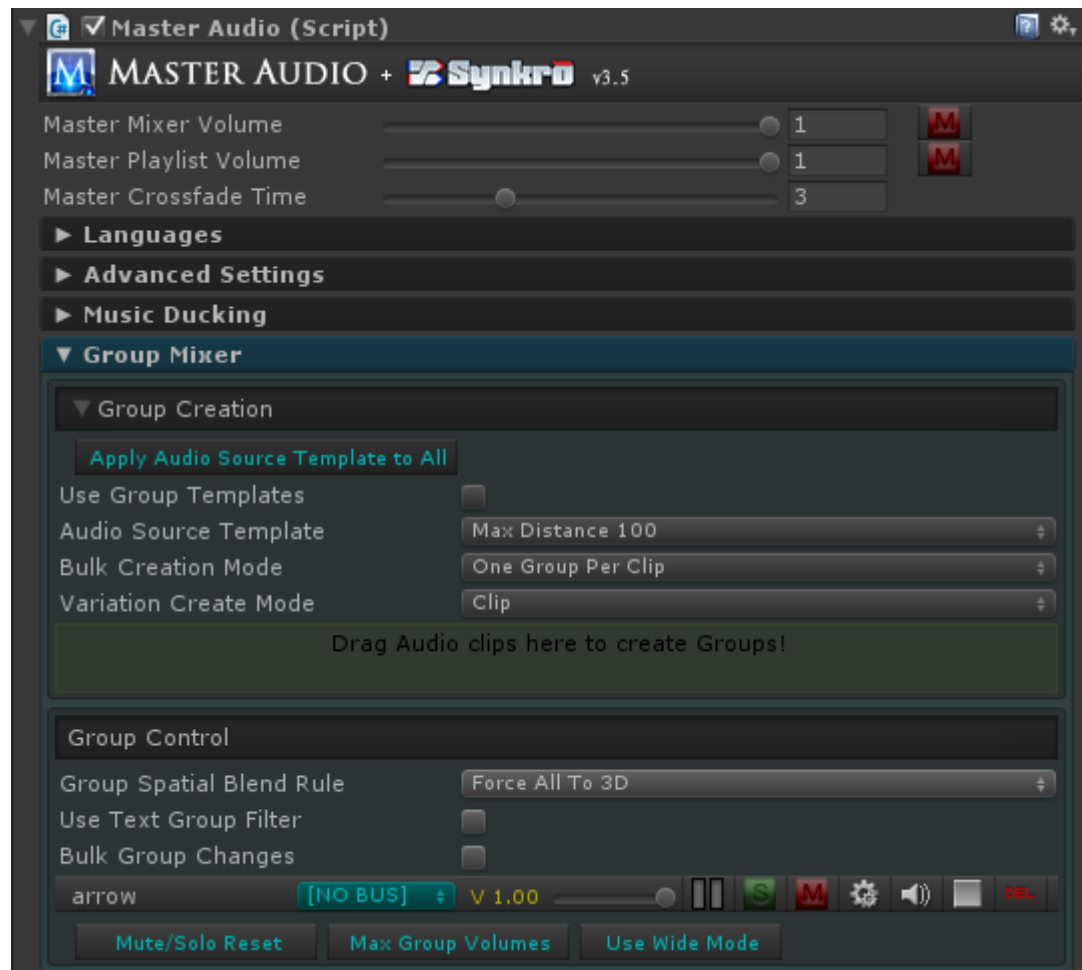 Master Audio (Script)
M MASTER AUDIO + Synkro v3.5
Master Mixer Volume 1 M
Master Playlist Volume 1 M
Master Crossfade Time 3
Languages
Advanced Settings
Music Ducking
Group Mixer
Group Creation
Apply Audio Source Template to All
Use Group Templates
Audio Source Template Max Distance 100
Bulk Creation Mode One Group Per Clip
Variation Create Mode Clip
Drag Audio clips here to create Groups!
Group Control
Group Spatial Blend Rule Force All To 3D
Use Text Group Filter
Bulk Group Changes
arrow [NO BUS] V 1.00 S M DEL
Mute/Solo Reset Max Group Volumes Use Wide Mode